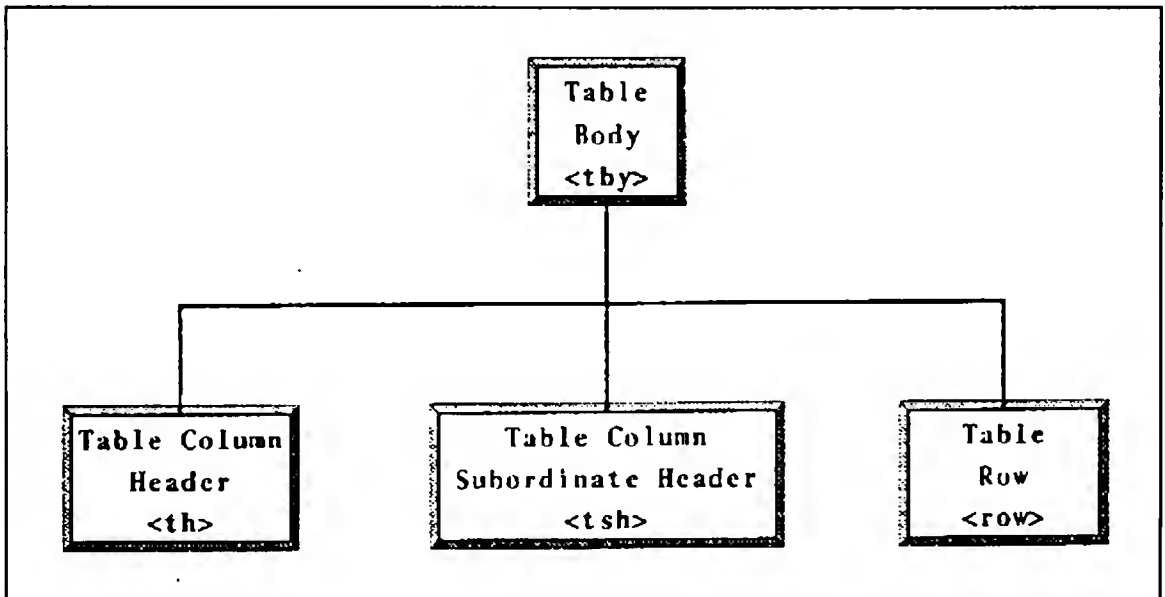 Table
Body
<tby>
Table Column
Header
<th>
Table Column
Subordinate Header
<tsh>
Table
Row
<row>